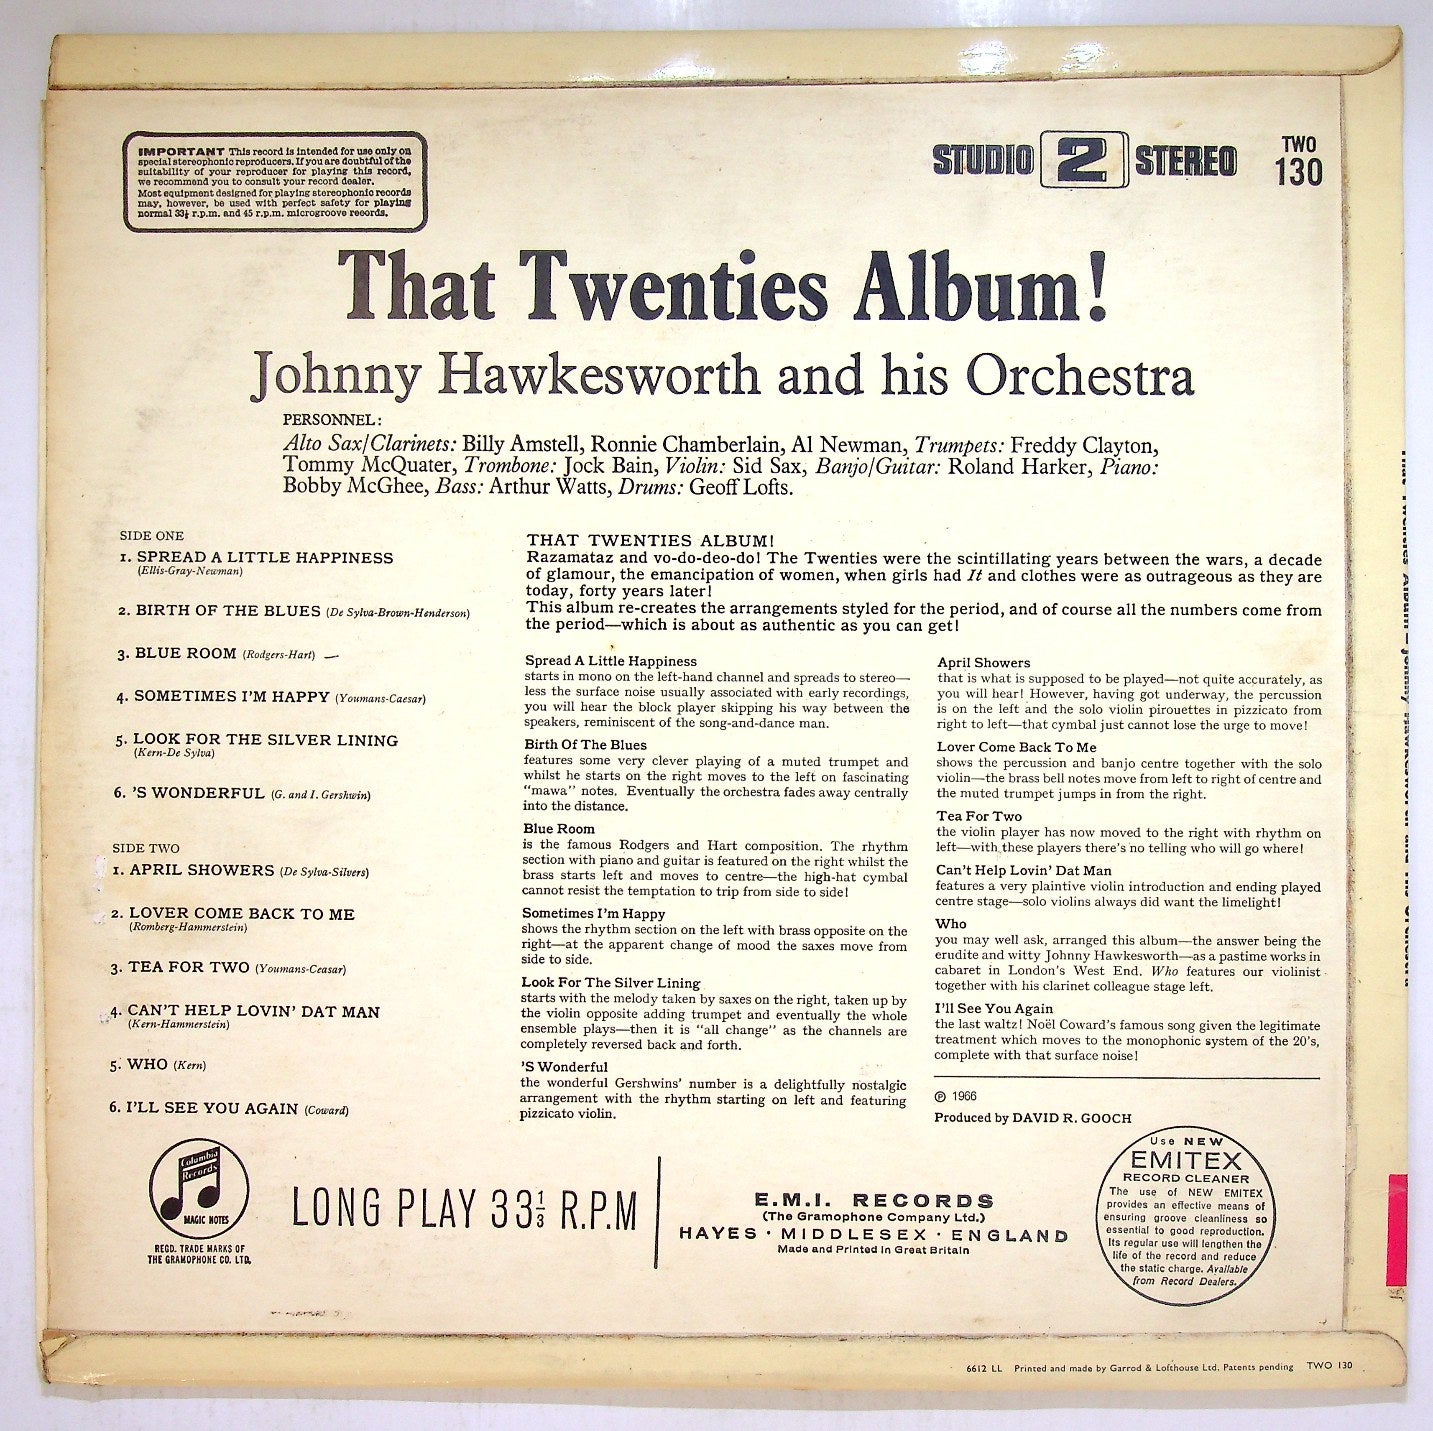 IMPORTANT This record is intended for use only on
special stereophonic reproducers. If you are doubtful of the
suitability of your reproducer for playing this record,
we recommend you to consult your record dealer.
Most equipment designed for playing stereophonic records
may, however, be used with perfect safety for playing
normal 33⅓ r.p.m. and 45 r.p.m. microgroove records.
STUDIO 2 STEREO
TWO
130
That Twenties Album!
Johnny Hawkesworth and his Orchestra
PERSONNEL:
Alto Sax/Clarinets: Billy Amstell, Ronnie Chamberlain, Al Newman, Trumpets: Freddy Clayton,
Tommy McQuater, Trombone: Jock Bain, Violin: Sid Sax, Banjo/Guitar: Roland Harker, Piano:
Bobby McGhee, Bass: Arthur Watts, Drums: Geoff Lofts.
SIDE ONE
1. SPREAD A LITTLE HAPPINESS
(Ellis-Gray-Newman)
2. BIRTH OF THE BLUES (De Sylva-Brown-Henderson)
3. BLUE ROOM (Rodgers-Hart)
4. SOMETIMES I'M HAPPY (Youmans-Caesar)
5. LOOK FOR THE SILVER LINING
(Kern-De Sylva)
6. 'S WONDERFUL (G. and I. Gershwin)
SIDE TWO
1. APRIL SHOWERS (De Sylva-Silvers)
2. LOVER COME BACK TO ME
(Romberg-Hammerstein)
3. TEA FOR TWO (Youmans-Ceasar)
4. CAN'T HELP LOVIN' DAT MAN
(Kern-Hammerstein)
5. WHO (Kern)
6. I'LL SEE YOU AGAIN (Coward)
THAT TWENTIES ALBUM!
Razamataz and vo-do-deo-do! The Twenties were the scintillating years between the wars, a decade
of glamour, the emancipation of women, when girls had It and clothes were as outrageous as they are
today, forty years later!
This album re-creates the arrangements styled for the period, and of course all the numbers come from
the period—which is about as authentic as you can get!
Spread A Little Happiness
starts in mono on the left-hand channel and spreads to stereo—
less the surface noise usually associated with early recordings,
you will hear the block player skipping his way between the
speakers, reminiscent of the song-and-dance man.
Birth Of The Blues
features some very clever playing of a muted trumpet and
whilst he starts on the right moves to the left on fascinating
"mawa" notes. Eventually the orchestra fades away centrally
into the distance.
Blue Room
is the famous Rodgers and Hart composition. The rhythm
section with piano and guitar is featured on the right whilst the
brass starts left and moves to centre—the high-hat cymbal
cannot resist the temptation to trip from side to side!
Sometimes I'm Happy
shows the rhythm section on the left with brass opposite on the
right—at the apparent change of mood the saxes move from
side to side.
Look For The Silver Lining
starts with the melody taken by saxes on the right, taken up by
the violin opposite adding trumpet and eventually the whole
ensemble plays—then it is "all change" as the channels are
completely reversed back and forth.
'S Wonderful
the wonderful Gershwins' number is a delightfully nostalgic
arrangement with the rhythm starting on left and featuring
pizzicato violin.
April Showers
that is what is supposed to be played—not quite accurately, as
you will hear! However, having got underway, the percussion
is on the left and the solo violin pirouettes in pizzicato from
right to left—that cymbal just cannot lose the urge to move!
Lover Come Back To Me
shows the percussion and banjo centre together with the solo
violin—the brass bell notes move from left to right of centre and
the muted trumpet jumps in from the right.
Tea For Two
the violin player has now moved to the right with rhythm on
left—with these players there's no telling who will go where!
Can't Help Lovin' Dat Man
features a very plaintive violin introduction and ending played
centre stage—solo violins always did want the limelight!
Who
you may well ask, arranged this album—the answer being the
erudite and witty Johnny Hawkesworth—as a pastime works in
cabaret in London's West End. Who features our violinist
together with his clarinet colleague stage left.
I'll See You Again
the last waltz! Noël Coward's famous song given the legitimate
treatment which moves to the monophonic system of the 20's,
complete with that surface noise!
℗ 1966
Produced by DAVID R. GOOCH
Columbia
Records
MAGIC NOTES
REGD. TRADE MARKS OF
THE GRAMOPHONE CO. LTD.
LONG PLAY 33⅓ R.P.M
E.M.I. RECORDS
(The Gramophone Company Ltd.)
HAYES · MIDDLESEX · ENGLAND
Made and Printed in Great Britain
Use NEW
EMITEX
RECORD CLEANER
The use of NEW EMITEX
provides an effective means of
ensuring groove cleanliness so
essential to good reproduction.
Its regular use will lengthen the
life of the record and reduce
the static charge. Available
from Record Dealers.
6612 LL Printed and made by Garrod & Lofthouse Ltd. Patents pending TWO 130